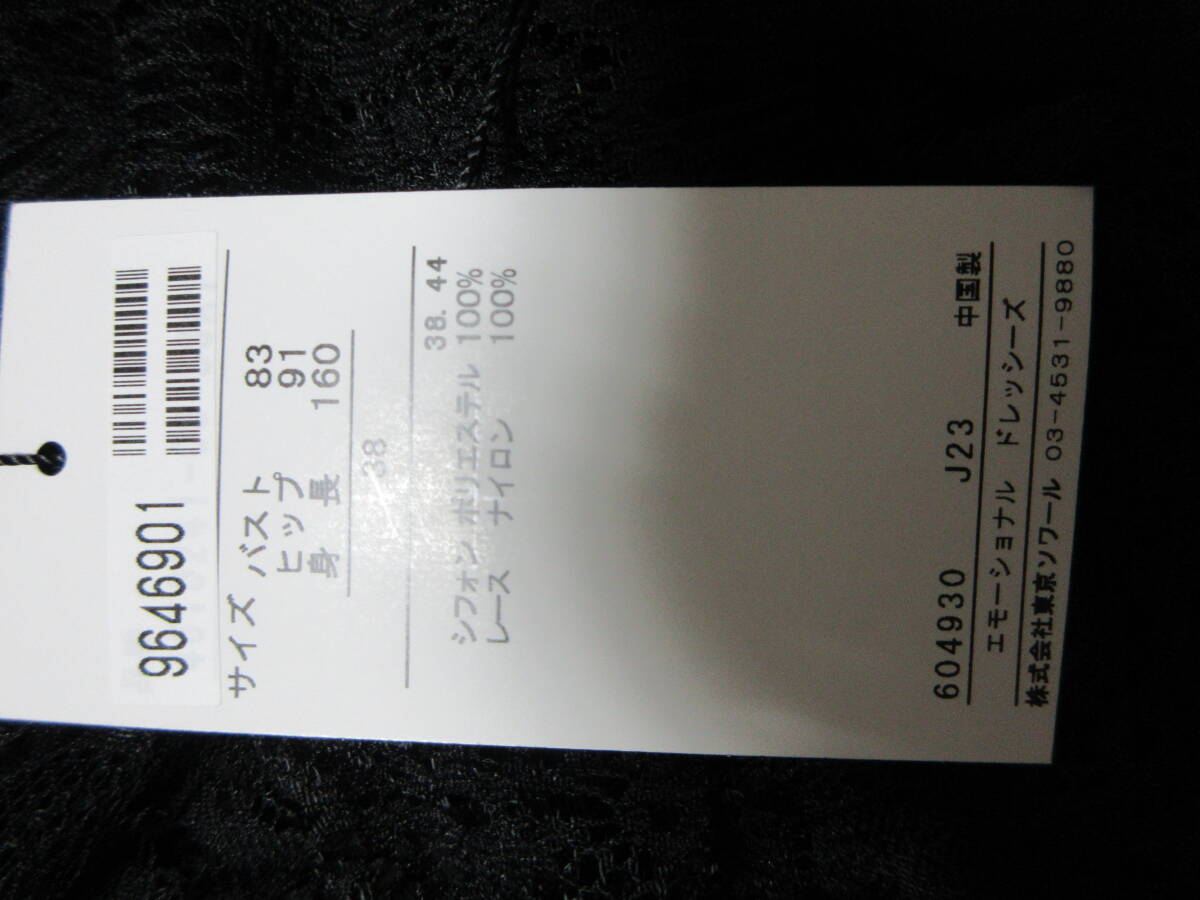 9646901
サイズ バスト 83
ヒップ 91
身長 160
38
38. 44
シフォン ポリエステル 100%
レース ナイロン 100%
604930 J23 中国製
エモーショナル ドレッシーズ
株式会社東京ソワール 03-4531-9880